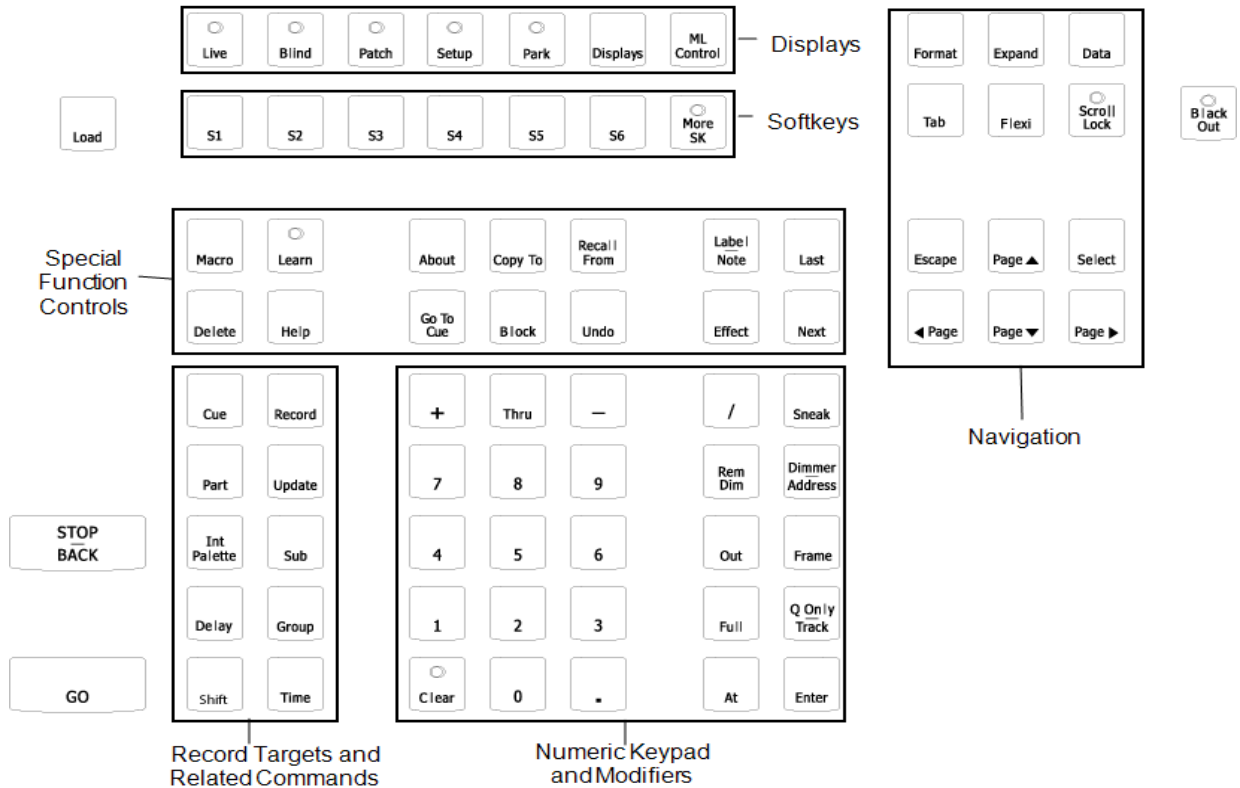 Live Blind Patch Setup Park Displays ML Control
Displays
Format Expand Data
Load
S1 S2 S3 S4 S5 S6 More SK
Softkeys
Tab Flexi Scroll Lock
Black Out
Special
Function
Controls
Macro Learn About Copy To Recall From Label Note Last
Delete Help Go To Cue Block Undo Effect Next
Escape Page ▲ Select
◀ Page Page ▼ Page ▶
Navigation
Cue Record
Part Update
Int Palette Sub
Delay Group
Shift Time
+ Thru – / Sneak
7 8 9 Rem Dim Dimmer Address
4 5 6 Out Frame
1 2 3 Full Q Only Track
Clear 0 . At Enter
STOP
BACK
GO
Record Targets and
Related Commands
Numeric Keypad
and Modifiers